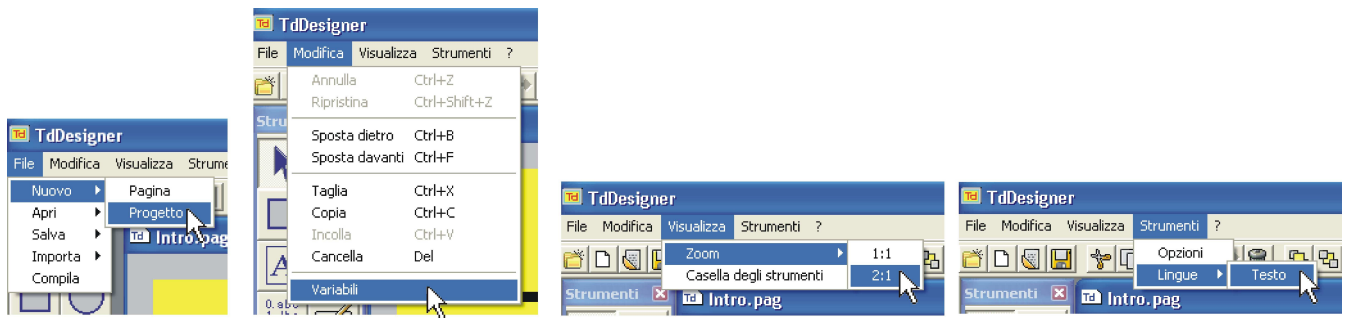 TdDesigner
File Modifica Visualizza
Nuovo Pagina
Apri Progetto
Salva Intro.pag
Importa
Compila
TdDesigner
File Modifica Visualizza Strumenti ?
Annulla Ctrl+Z
Ripristina Ctrl+Shift+Z
Sposta dietro Ctrl+B
Sposta davanti Ctrl+F
Taglia Ctrl+X
Copia Ctrl+C
Incolla Ctrl+V
Cancella Del
Variabili
TdDesigner
File Modifica Visualizza Strumenti ?
Zoom 1:1
Casella degli strumenti 2:1
Strumenti Intro.pag
TdDesigner
File Modifica Visualizza Strumenti ?
Opzioni
Lingue Testo
Strumenti Intro.pag